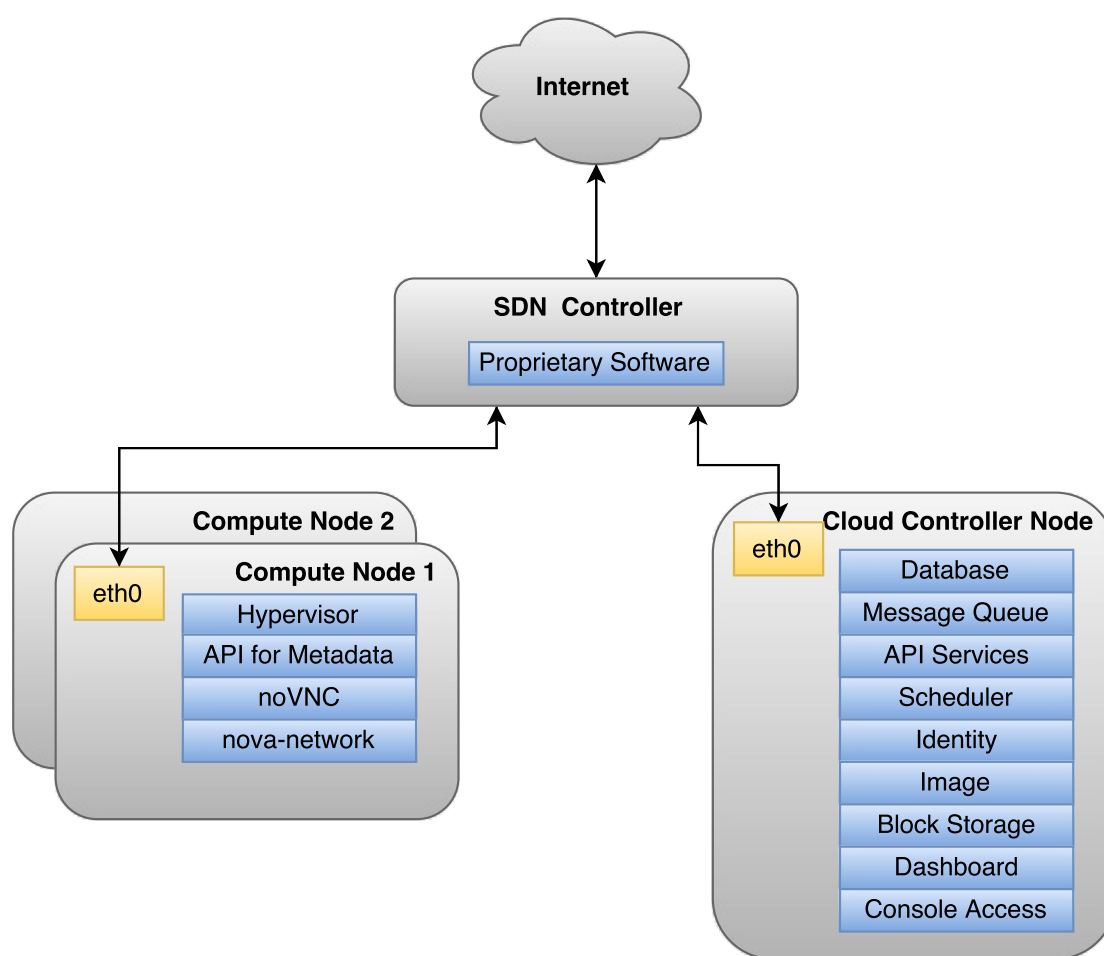 Internet
SDN  Controller
Proprietary Software
Compute Node 2
Compute Node 1
eth0
Hypervisor
API for Metadata
noVNC
nova-network
Cloud Controller Node
eth0
Database
Message Queue
API Services
Scheduler
Identity
Image
Block Storage
Dashboard
Console Access